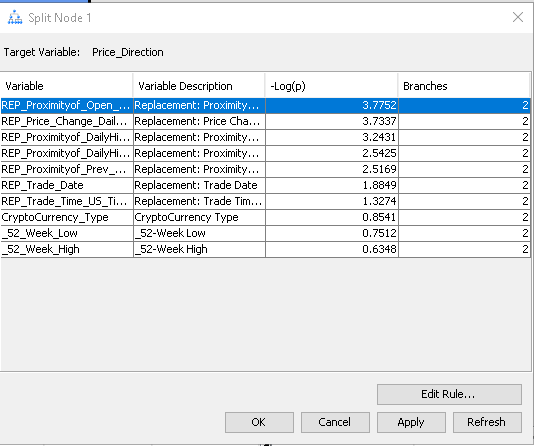 Split Node 1
Target Variable: Price_Direction
Variable Variable Description -Log(p) Branches
REP_Proximityof_Open_... Replacement: Proximity... 3.7752 2
REP_Price_Change_Dail... Replacement: Price Cha... 3.7337 2
REP_Proximityof_DailyHi... Replacement: Proximity... 3.2431 2
REP_Proximityof_DailyHi... Replacement: Proximity... 2.5425 2
REP_Proximityof_Prev_... Replacement: Proximity... 2.5169 2
REP_Trade_Date Replacement: Trade Date 1.8849 2
REP_Trade_Time_US_Ti... Replacement: Trade Tim... 1.3274 2
CryptoCurrency_Type CryptoCurrency Type 0.8541 2
_52_Week_Low _52-Week Low 0.7512 2
_52_Week_High _52-Week High 0.6348 2
Edit Rule...
OK Cancel Apply Refresh